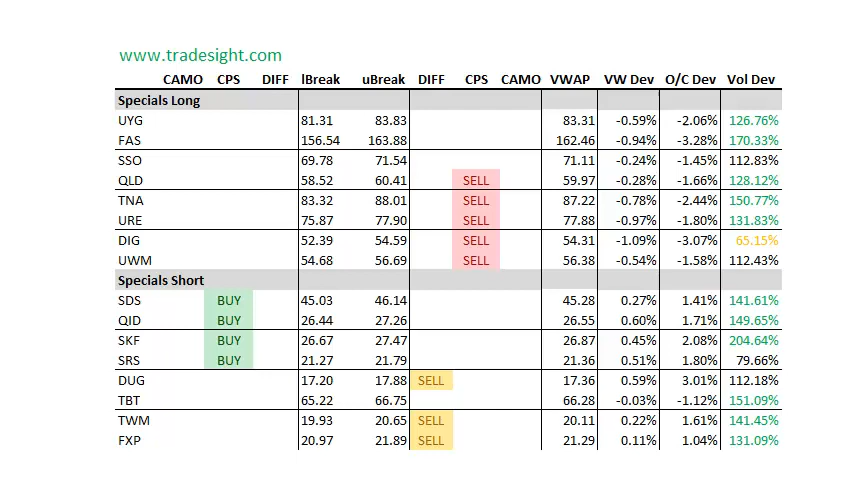 www.tradesight.com
CAMO CPS DIFF lBreak uBreak DIFF CPS CAMO VWAP VW Dev O/C Dev Vol Dev
Specials Long
UYG 81.31 83.83 83.31 -0.59% -2.06% 126.76%
FAS 156.54 163.88 162.46 -0.94% -3.28% 170.33%
SSO 69.78 71.54 71.11 -0.24% -1.45% 112.83%
QLD 58.52 60.41 SELL 59.97 -0.28% -1.66% 128.12%
TNA 83.32 88.01 SELL 87.22 -0.78% -2.44% 150.77%
URE 75.87 77.90 SELL 77.88 -0.97% -1.80% 131.83%
DIG 52.39 54.59 SELL 54.31 -1.09% -3.07% 65.15%
UWM 54.68 56.69 SELL 56.38 -0.54% -1.58% 112.43%
Specials Short
SDS BUY 45.03 46.14 45.28 0.27% 1.41% 141.61%
QID BUY 26.44 27.26 26.55 0.60% 1.71% 149.65%
SKF BUY 26.67 27.47 26.87 0.45% 2.08% 204.64%
SRS BUY 21.27 21.79 21.36 0.51% 1.80% 79.66%
DUG 17.20 17.88 SELL 17.36 0.59% 3.01% 112.18%
TBT 65.22 66.75 66.28 -0.03% -1.12% 151.09%
TWM 19.93 20.65 SELL 20.11 0.22% 1.61% 141.45%
FXP 20.97 21.89 SELL 21.29 0.11% 1.04% 131.09%